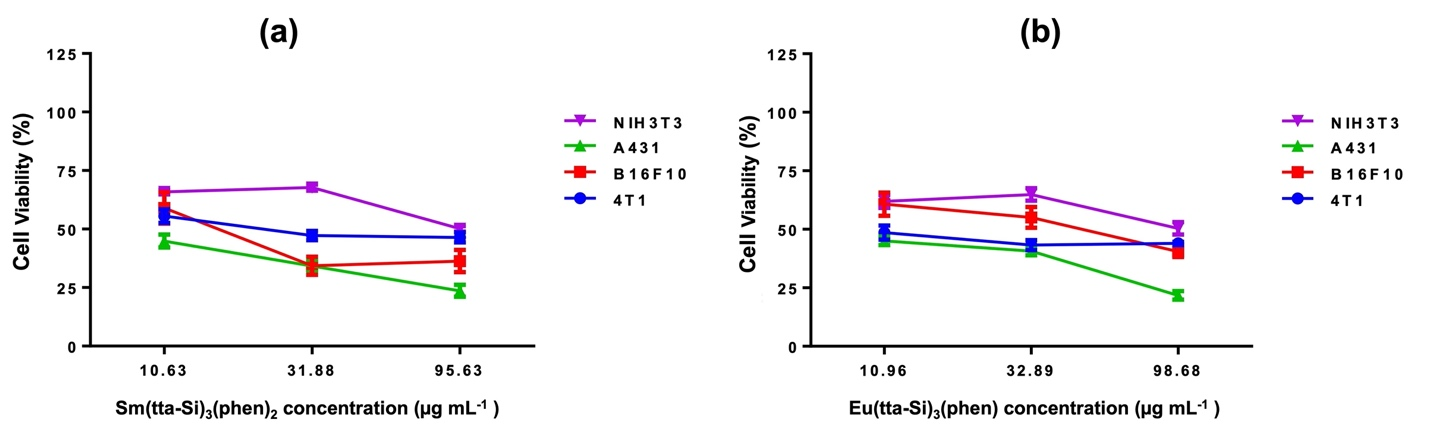 (a)
125
100
75
50
25
0
Cell Viability (%)
10.63 31.88 95.63
Sm(tta-Si)₃(phen)₂ concentration (µg mL⁻¹ )
NIH3T3
A431
B16F10
4T1
(b)
125
100
75
50
25
0
Cell Viability (%)
10.96 32.89 98.68
Eu(tta-Si)₃(phen) concentration (µg mL⁻¹ )
NIH3T3
A431
B16F10
4T1